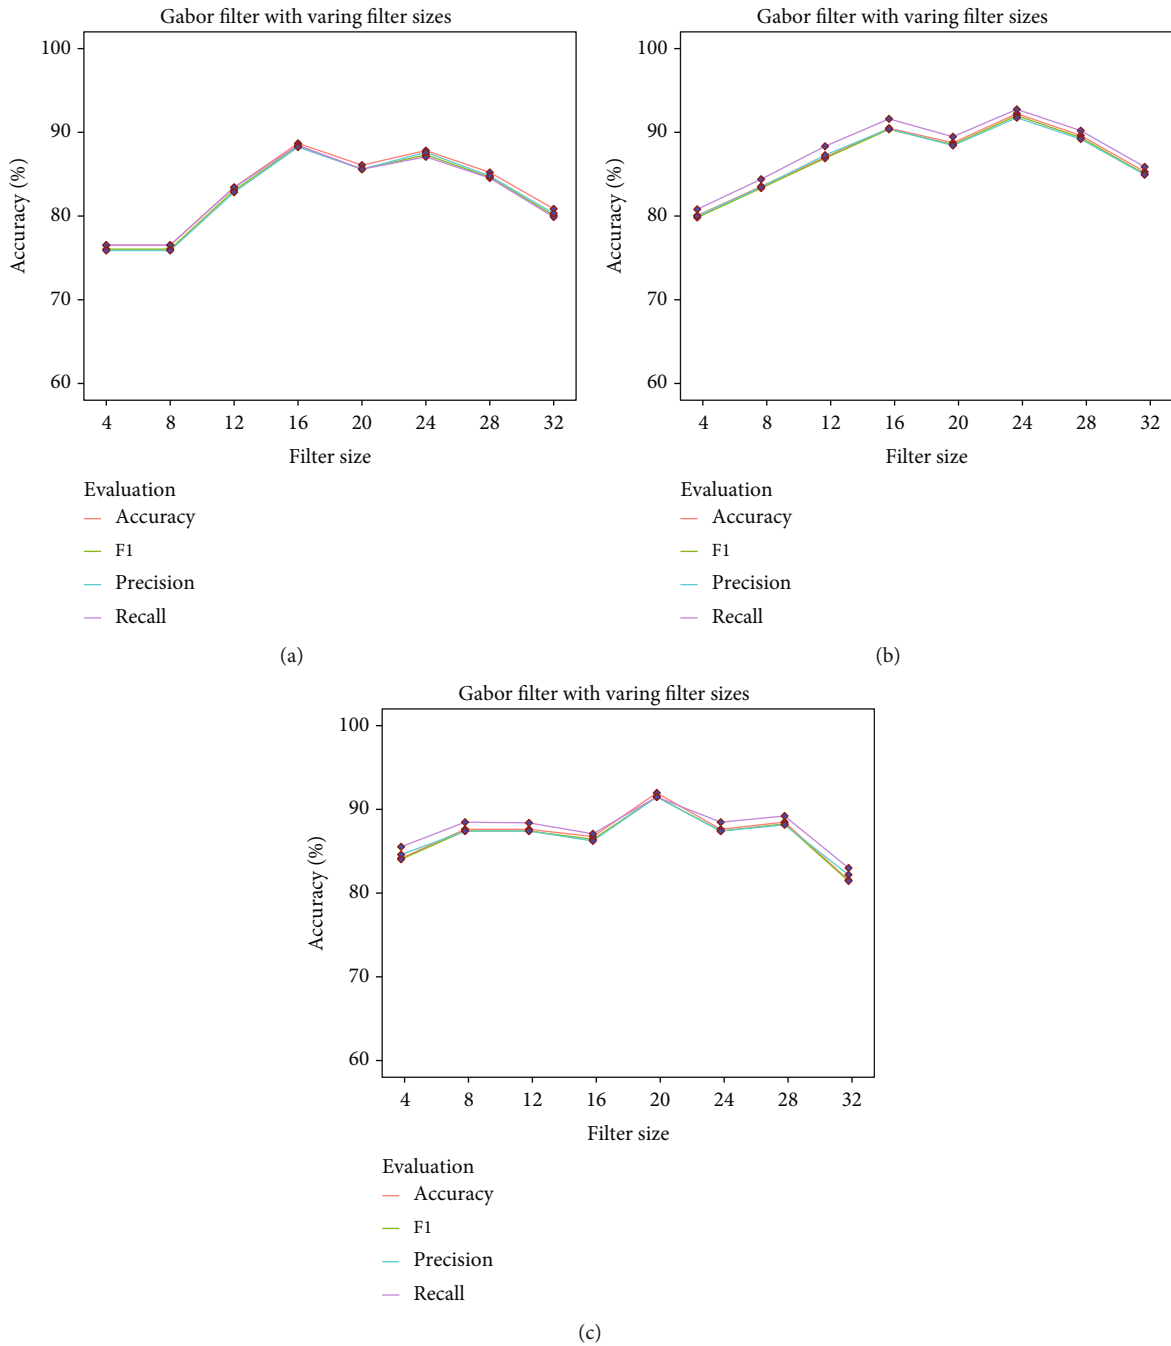 Gabor filter with varing filter sizes
100
90
80
70
60
Accuracy (%)
4 8 12 16 20 24 28 32
Filter size
Evaluation
Accuracy
F1
Precision
Recall
(a)
Gabor filter with varing filter sizes
100
90
80
70
60
Accuracy (%)
4 8 12 16 20 24 28 32
Filter size
Evaluation
Accuracy
F1
Precision
Recall
(b)
Gabor filter with varing filter sizes
100
90
80
70
60
Accuracy (%)
4 8 12 16 20 24 28 32
Filter size
Evaluation
Accuracy
F1
Precision
Recall
(c)